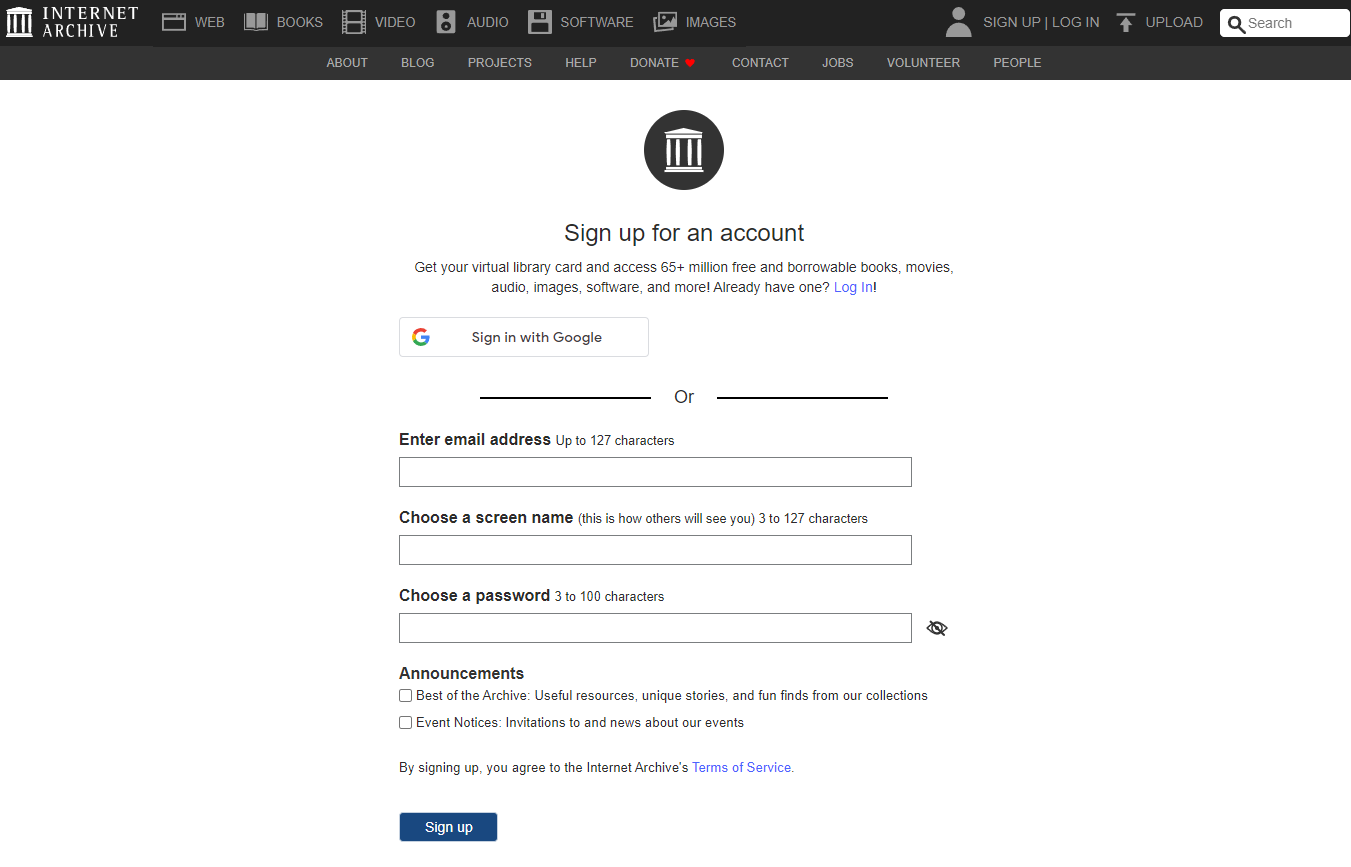 INTERNET ARCHIVE
WEB BOOKS VIDEO AUDIO SOFTWARE IMAGES SIGN UP | LOG IN UPLOAD Search
ABOUT BLOG PROJECTS HELP DONATE CONTACT JOBS VOLUNTEER PEOPLE
Sign up for an account
Get your virtual library card and access 65+ million free and borrowable books, movies,
audio, images, software, and more! Already have one? Log In!
Sign in with Google
Or
Enter email address Up to 127 characters
Choose a screen name (this is how others will see you) 3 to 127 characters
Choose a password 3 to 100 characters
Announcements
Best of the Archive: Useful resources, unique stories, and fun finds from our collections
Event Notices: Invitations to and news about our events
By signing up, you agree to the Internet Archive's Terms of Service.
Sign up